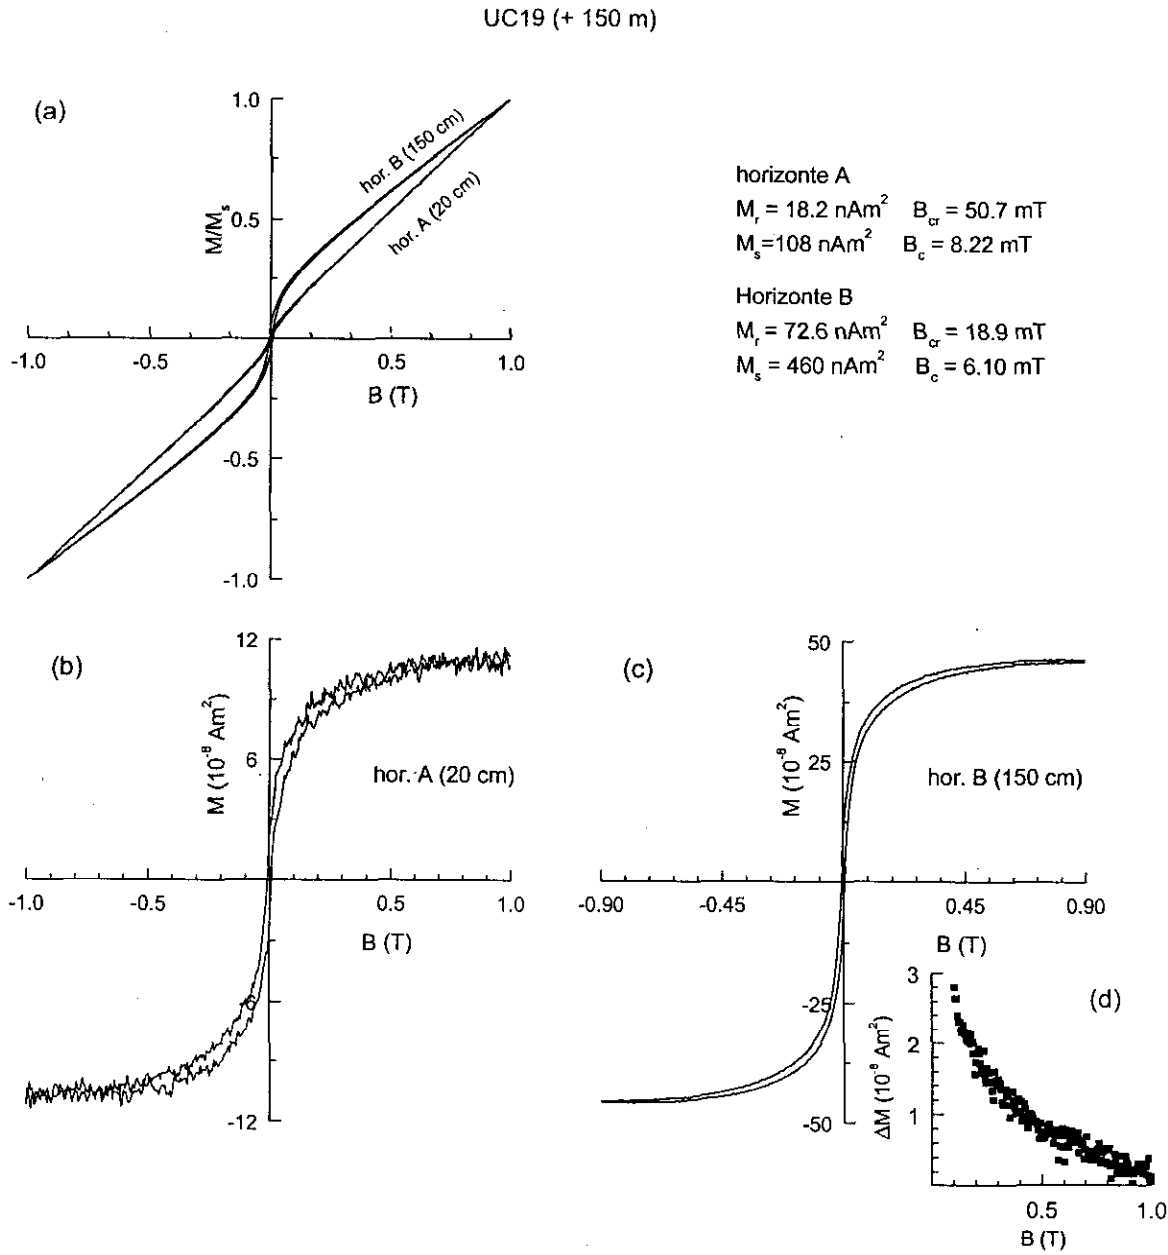 UC19 (+ 150 m)
(a)
1.0
0.5
-0.5
-1.0
M/Mₛ
-1.0 -0.5 0.5 1.0
B (T)
hor. B (150 cm)
hor. A (20 cm)
horizonte A
Mᵣ = 18.2 nAm² B_cr = 50.7 mT
Mₛ=108 nAm² B_c = 8.22 mT
Horizonte B
Mᵣ = 72.6 nAm² B_cr = 18.9 mT
Mₛ = 460 nAm² B_c = 6.10 mT
(b)
12
6
-6
-12
M (10⁻⁸ Am²)
hor. A (20 cm)
-1.0 -0.5 0.5 1.0
B (T)
(c)
50
25
-25
-50
M (10⁻⁸ Am²)
hor. B (150 cm)
-0.90 -0.45 0.45 0.90
B (T)
(d)
3
2
1
ΔM (10⁻⁸ Am²)
0.5 1.0
B (T)